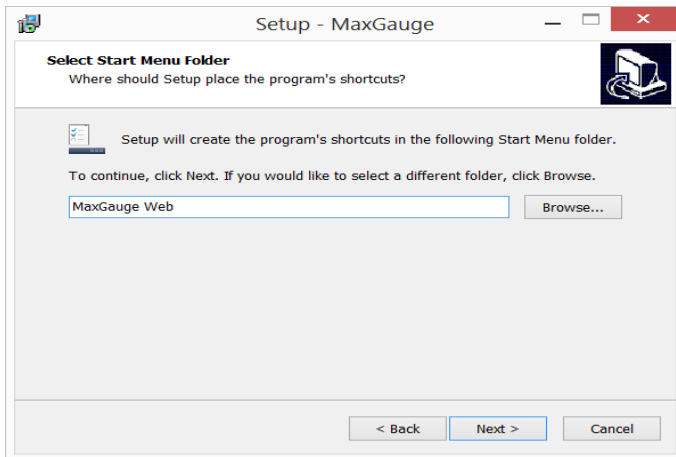 Setup - MaxGauge
Select Start Menu Folder
Where should Setup place the program's shortcuts?
Setup will create the program's shortcuts in the following Start Menu folder.
To continue, click Next. If you would like to select a different folder, click Browse.
MaxGauge Web
Browse...
< Back
Next >
Cancel